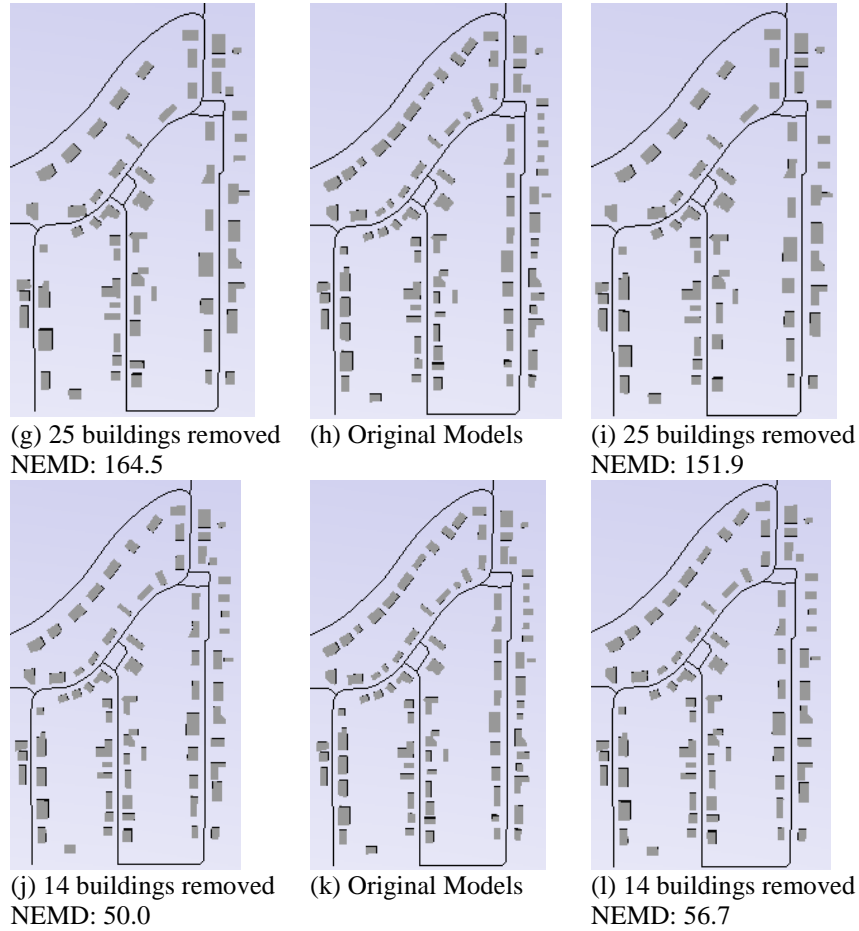 (g) 25 buildings removed
NEMD: 164.5
(h) Original Models
(i) 25 buildings removed
NEMD: 151.9
(j) 14 buildings removed
NEMD: 50.0
(k) Original Models
(l) 14 buildings removed
NEMD: 56.7